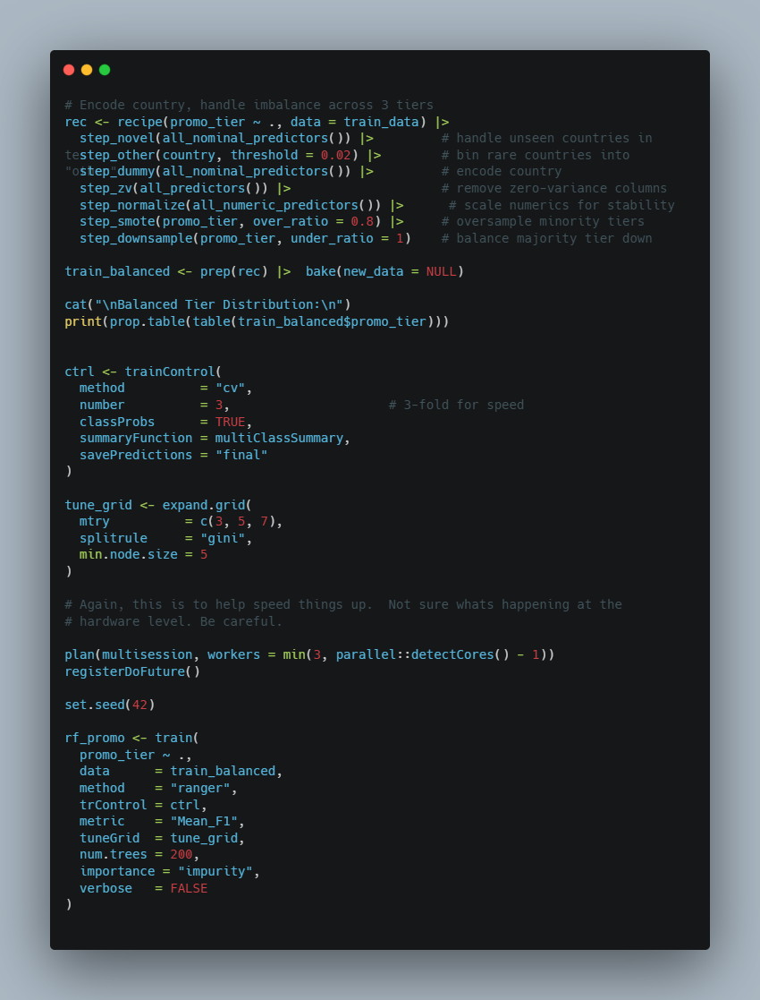 # Encode country, handle imbalance across 3 tiers
rec <- recipe(promo_tier ~ ., data = train_data) |>
  step_novel(all_nominal_predictors()) |>         # handle unseen countries in
te
  step_other(country, threshold = 0.02) |>        # bin rare countries into
"other"
  step_dummy(all_nominal_predictors()) |>         # encode country
  step_zv(all_predictors()) |>                    # remove zero-variance columns
  step_normalize(all_numeric_predictors()) |>      # scale numerics for stability
  step_smote(promo_tier, over_ratio = 0.8) |>     # oversample minority tiers
  step_downsample(promo_tier, under_ratio = 1)    # balance majority tier down

train_balanced <- prep(rec) |>  bake(new_data = NULL)

cat("\nBalanced Tier Distribution:\n")
print(prop.table(table(train_balanced$promo_tier)))


ctrl <- trainControl(
  method          = "cv",
  number          = 3,                     # 3-fold for speed
  classProbs      = TRUE,
  summaryFunction = multiClassSummary,
  savePredictions = "final"
)

tune_grid <- expand.grid(
  mtry          = c(3, 5, 7),
  splitrule     = "gini",
  min.node.size = 5
)

# Again, this is to help speed things up.  Not sure whats happening at the
# hardware level. Be careful.

plan(multisession, workers = min(3, parallel::detectCores() - 1))
registerDoFuture()

set.seed(42)

rf_promo <- train(
  promo_tier ~ .,
  data      = train_balanced,
  method    = "ranger",
  trControl = ctrl,
  metric    = "Mean_F1",
  tuneGrid  = tune_grid,
  num.trees = 200,
  importance = "impurity",
  verbose   = FALSE
)